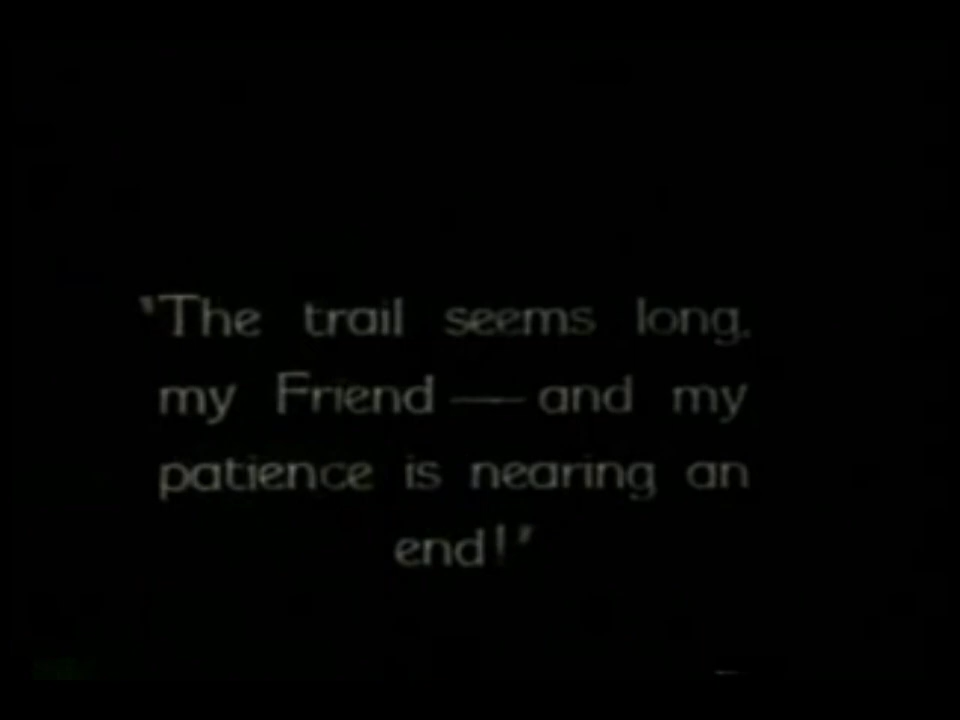 "The trail seems long,
my Friend — and my
patience is nearing an
end!"